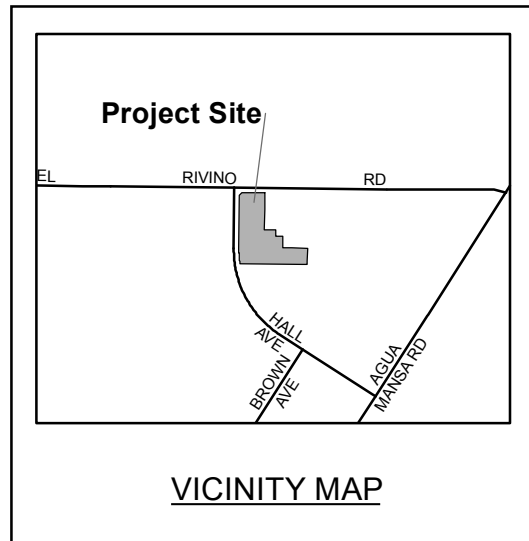 Project Site
EL RIVINO RD
HALL
AVE
BROWN
AVE
AGUA
MANSA RD
VICINITY MAP